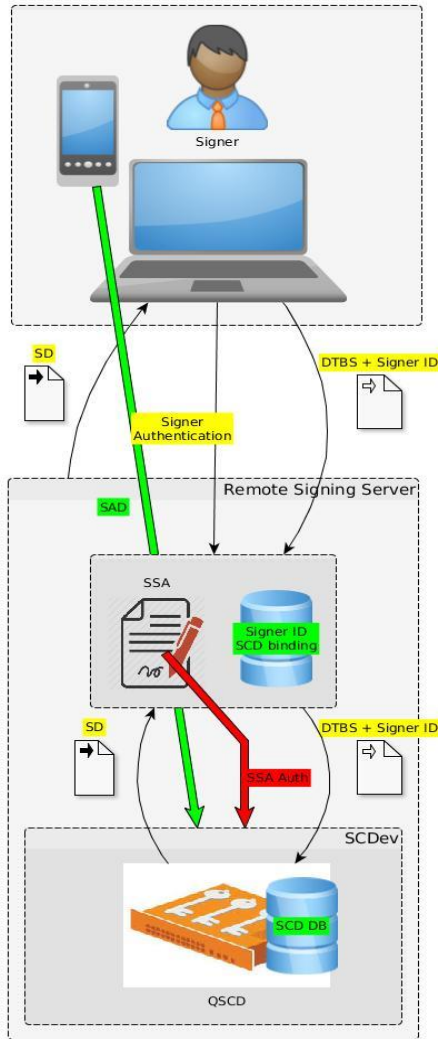 Signer
SD
DTBS + Signer ID
Signer
Authentication
Remote Signing Server
SAD
SSA
Signer ID
SCD binding
SD
DTBS + Signer ID
SSA Auth
SCDev
SCD DB
QSCD